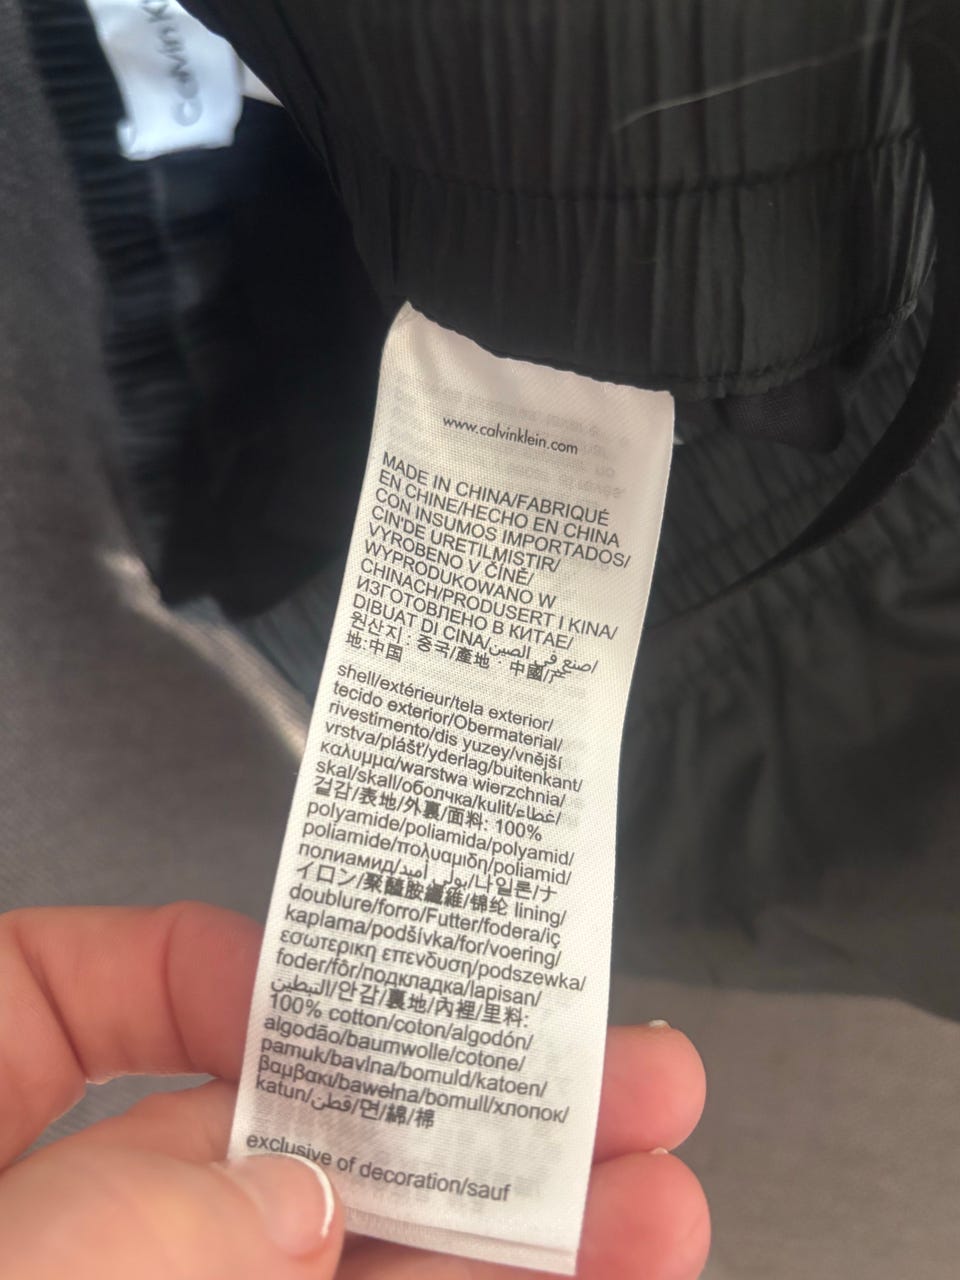 Calvin K
www.calvinklein.com
MADE IN CHINA/FABRIQUÉ
EN CHINE/HECHO EN CHINA
CON INSUMOS IMPORTADOS/
CIN'DE URETILMISTIR/
VYROBENO V ČÍNĚ/
WYPRODUKOWANO W
CHINACH/PRODUSERT I KINA/
ИЗГОТОВЛЕНО В КИТАЕ/
DIBUAT DI CINA/صنع في الصين/
원산지 : 중국/產地 : 中國/产
地:中国
shell/extérieur/tela exterior/
tecido exterior/Obermaterial/
rivestimento/dis yuzey/vnější
vrstva/plášť/yderlag/buitenkant/
καλυμμα/warstwa wierzchnia/
skal/skall/оболчка/kulit/غطاء/
겉감/表地/外裏/面料: 100%
polyamide/poliamida/polyamid/
poliamide/πολυαμιδη/poliamid/
полиамид/بولي أميد/나일론/ナ
イロン/聚醯胺纖維/锦纶 lining/
doublure/forro/Futter/fodera/iç
kaplama/podšívka/for/voering/
εσωτερικη επενδυση/podszewka/
foder/fôr/подкладка/lapisan/
التبطين/안감/裏地/內裡/里料:
100% cotton/coton/algodón/
algodão/baumwolle/cotone/
pamuk/bavlna/bomuld/katoen/
βαμβακι/bawełna/bomull/хлопок/
katun/قطن/면/綿/棉
exclusive of decoration/sauf